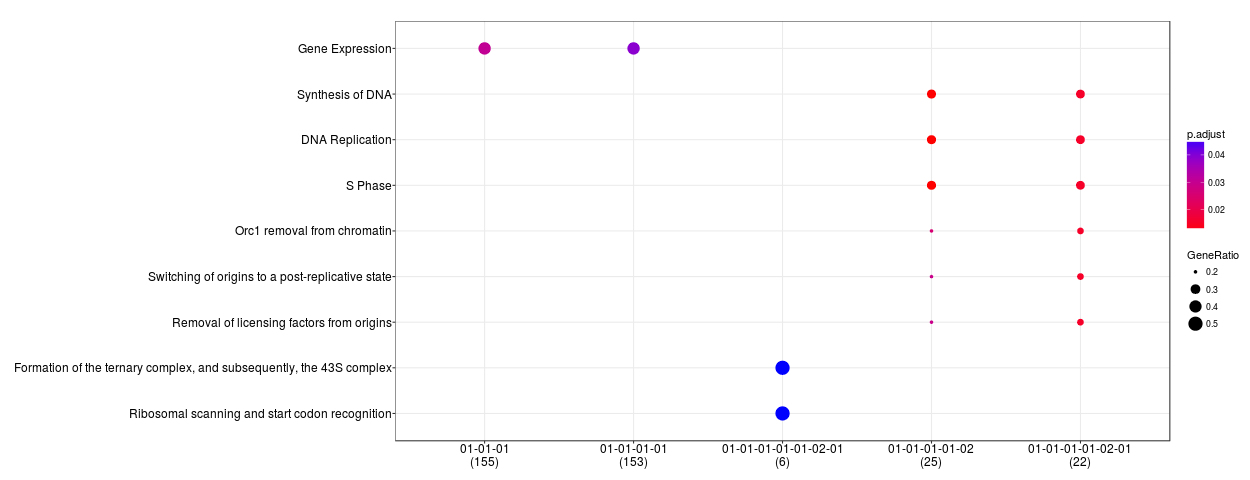 Gene Expression
Synthesis of DNA
DNA Replication
S Phase
Orc1 removal from chromatin
Switching of origins to a post-replicative state
Removal of licensing factors from origins
Formation of the ternary complex, and subsequently, the 43S complex
Ribosomal scanning and start codon recognition
01-01-01
(155)
01-01-01-01
(153)
01-01-01-01-01-02-01
(6)
01-01-01-01-02
(25)
01-01-01-01-02-01
(22)
p.adjust
0.04
0.03
0.02
GeneRatio
0.2
0.3
0.4
0.5